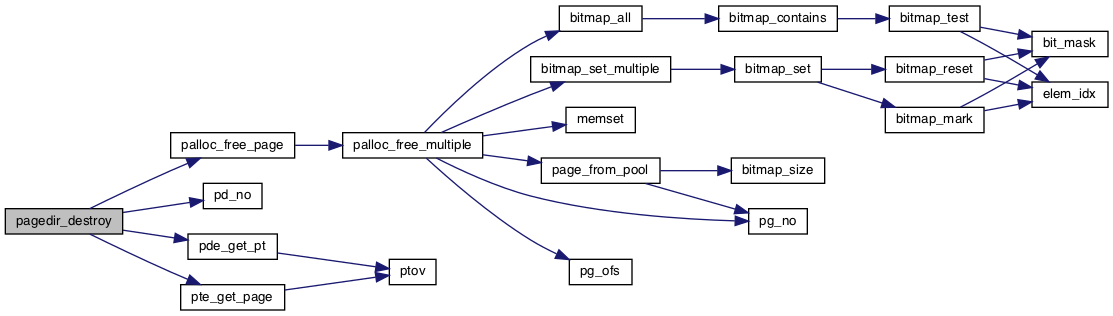 pagedir_destroy
palloc_free_page
pd_no
pde_get_pt
pte_get_page
palloc_free_multiple
ptov
bitmap_all
bitmap_set_multiple
memset
page_from_pool
pg_ofs
bitmap_contains
bitmap_set
bitmap_size
pg_no
bitmap_test
bitmap_reset
bitmap_mark
bit_mask
elem_idx